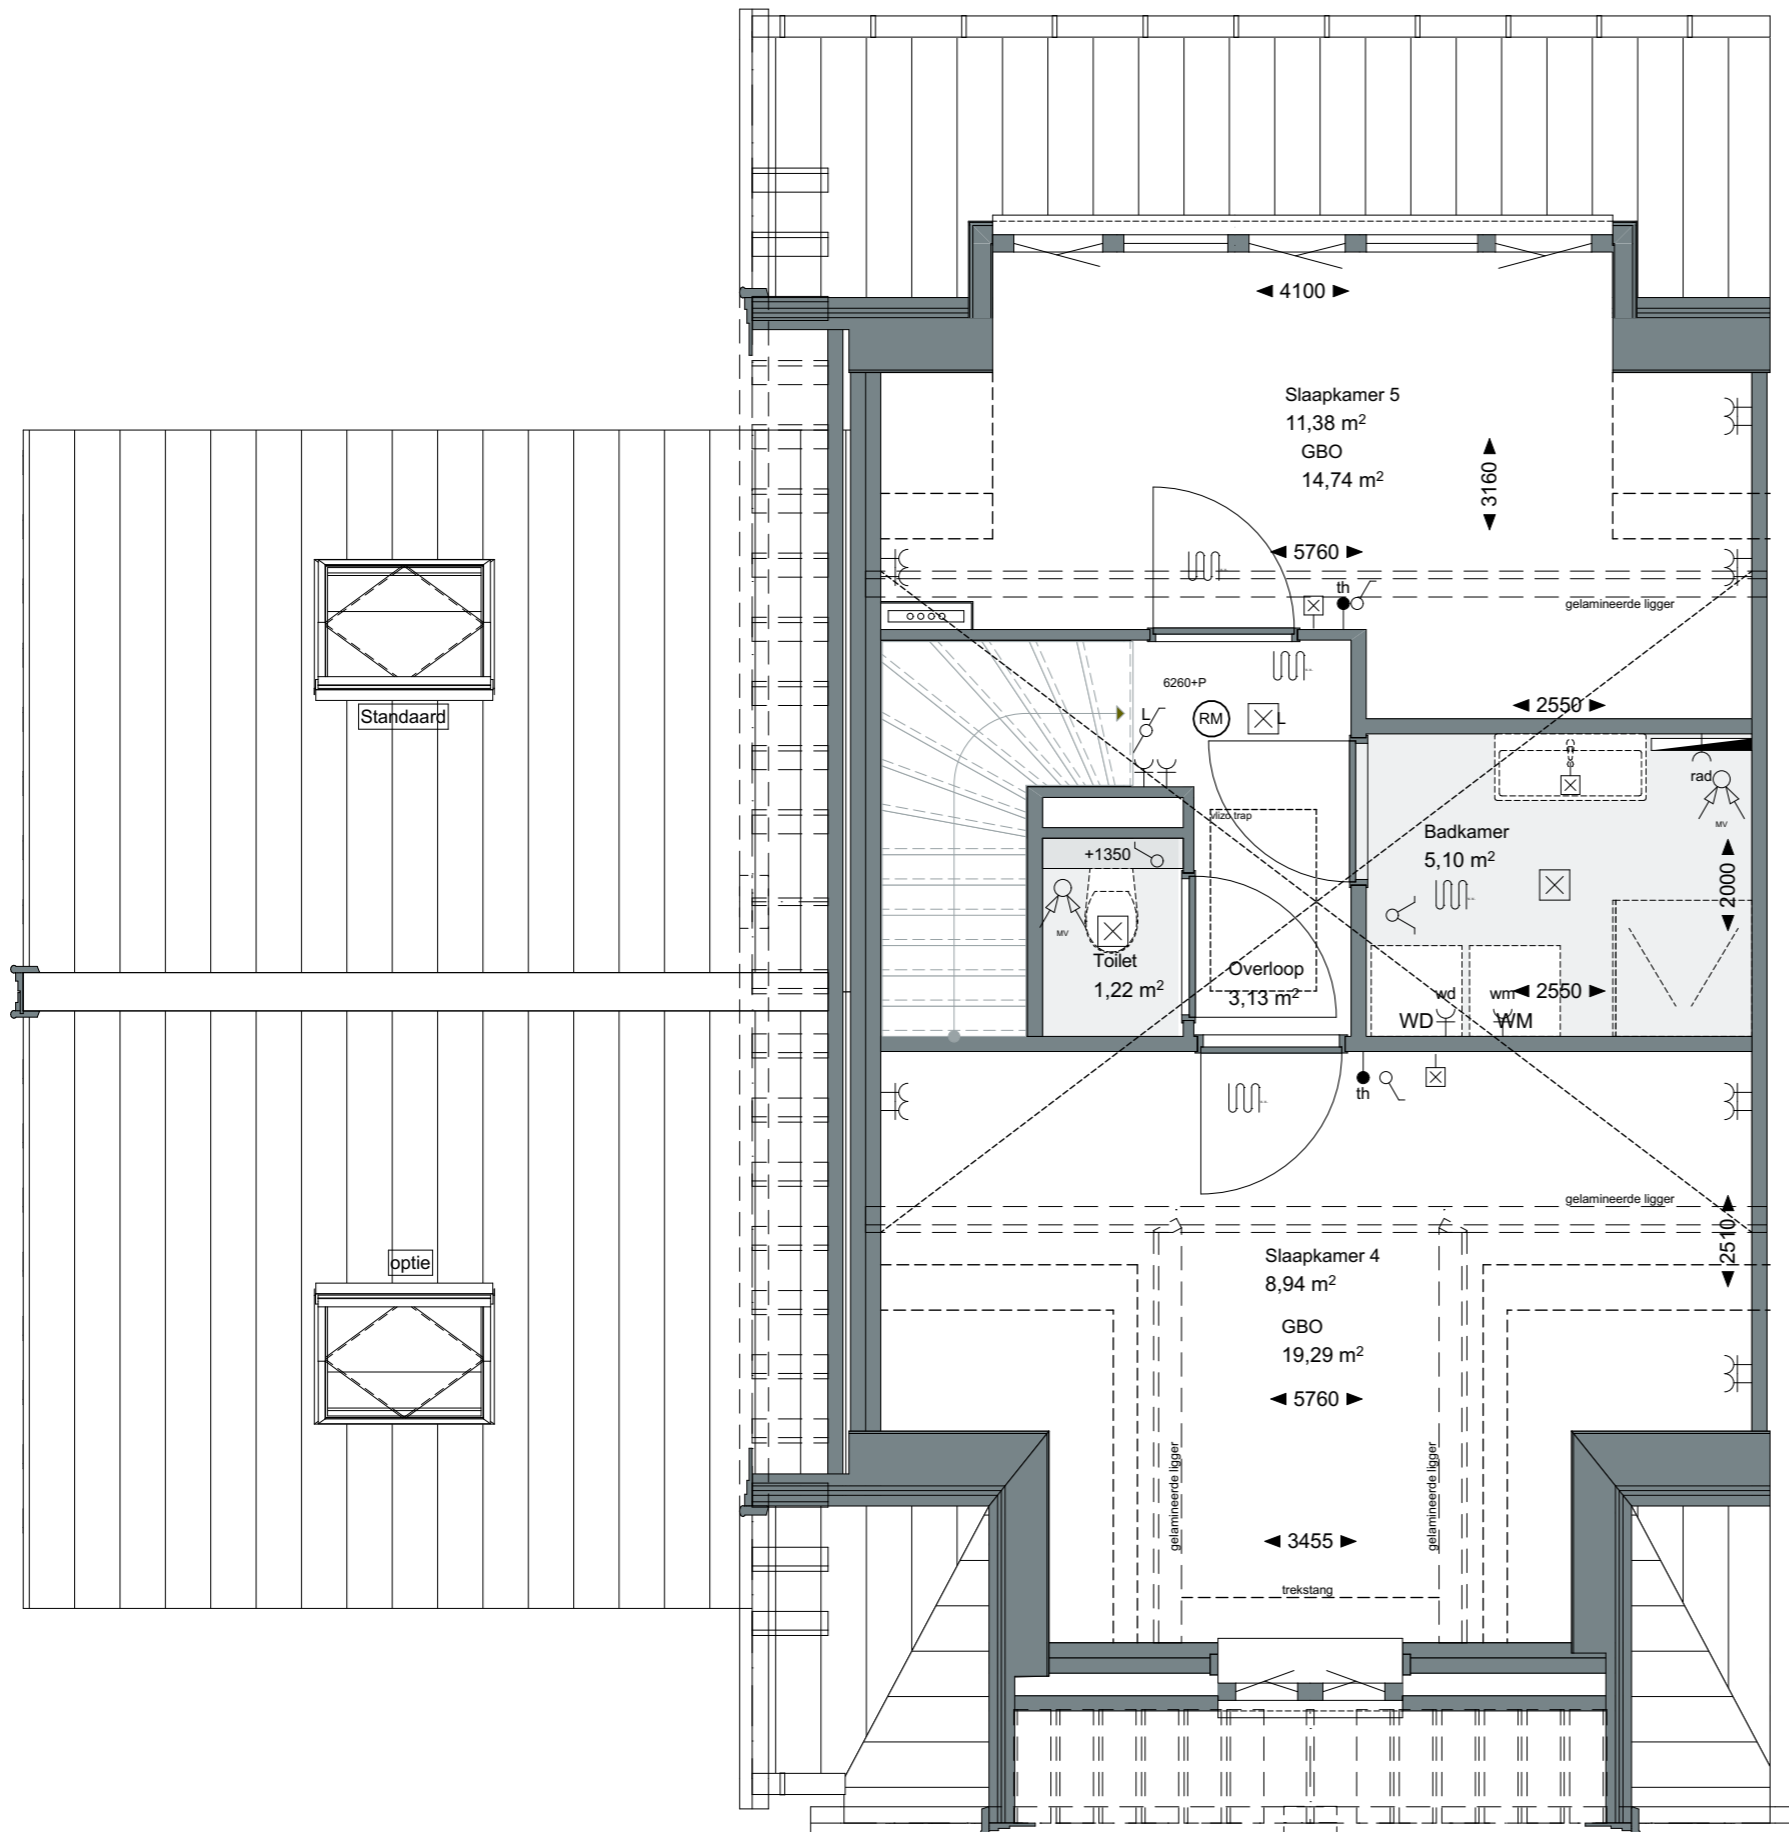 4100
Slaapkamer 5
11,38 m²
GBO
14,74 m²
3160
5760
th
gelamineerde ligger
6260+P
2550
Standaard
L
RM
L
rad
MV
vlizo trap
Badkamer
5,10 m²
+1350
2000
MV
Toilet
1,22 m²
Overloop
3,13 m²
wd
wm
2550
WD
WM
th
gelamineerde ligger
2510
optie
Slaapkamer 4
8,94 m²
GBO
19,29 m²
5760
gelamineerde ligger
gelamineerde ligger
3455
trekstang